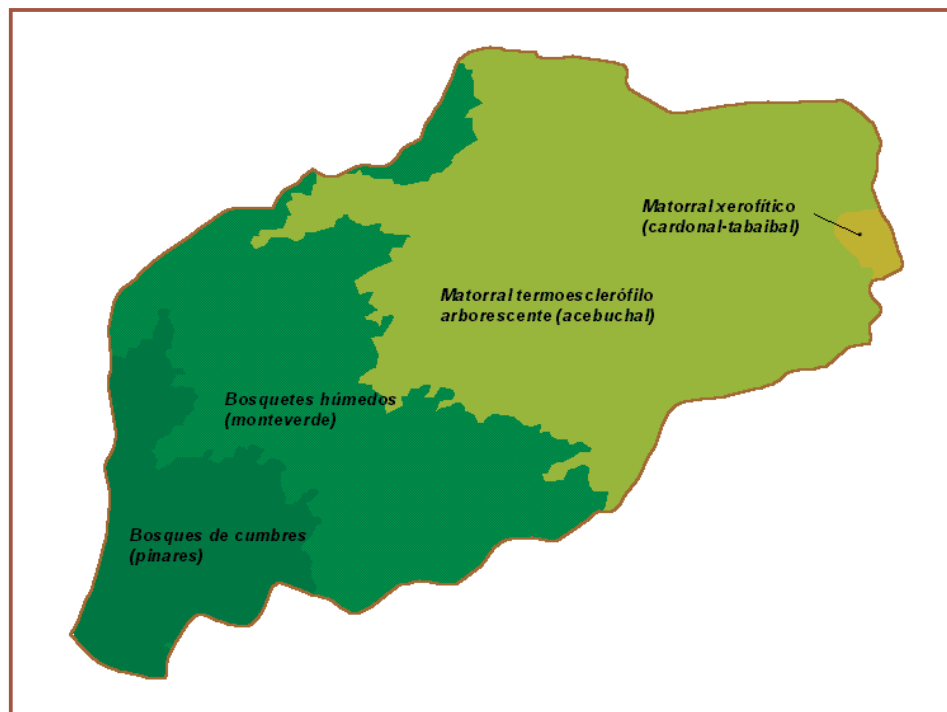 Matorral xerofítico
(cardonal-tabaibal)
Matorral termoesclerófilo
arborescente (acebuchal)
Bosquetes húmedos
(monteverde)
Bosques de cumbres
(pinares)